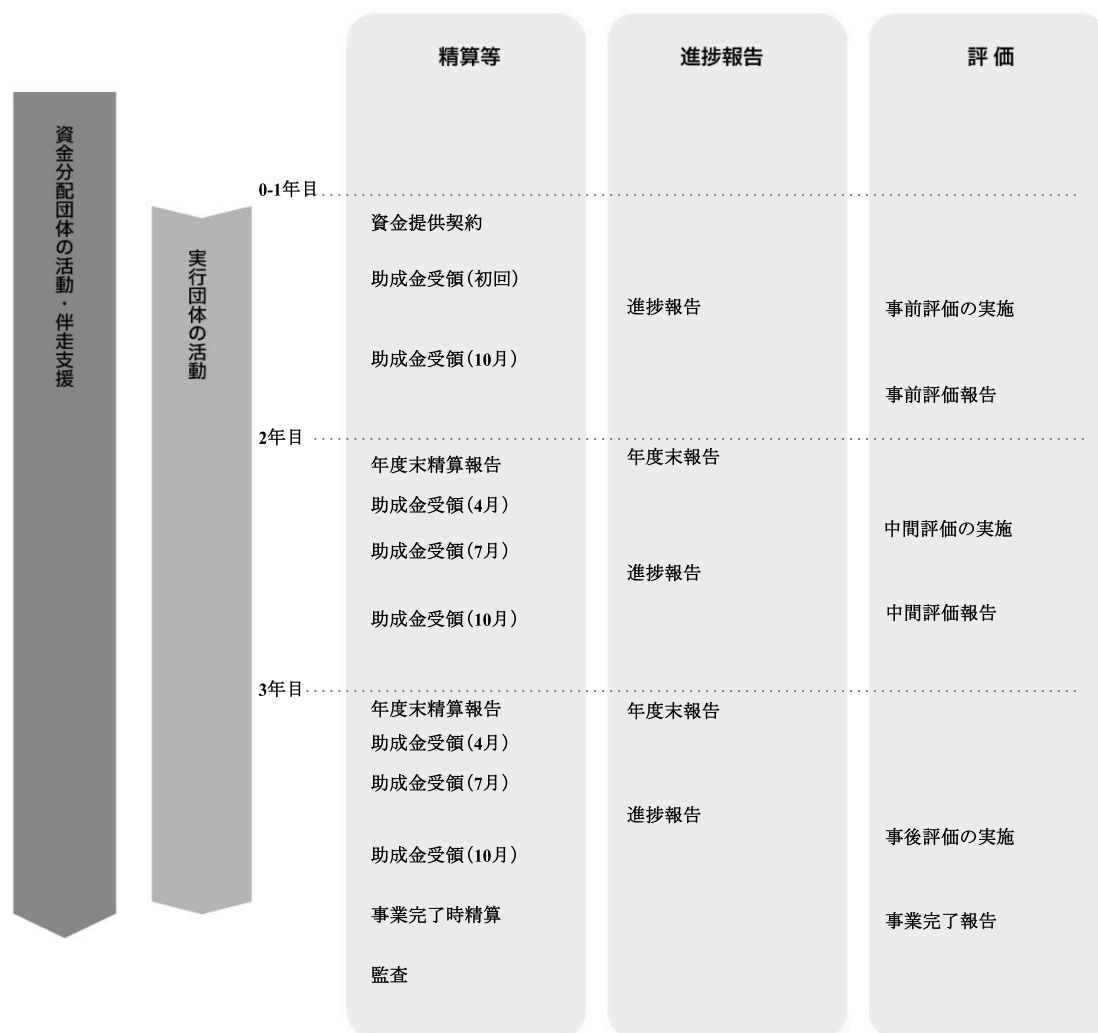 精算等
進捗報告
評 価
資金分配団体の活動・伴走支援
実行団体の活動
0-1年目
資金提供契約
助成金受領(初回)
進捗報告
事前評価の実施
助成金受領(10月)
事前評価報告
2年目
年度末精算報告
年度末報告
助成金受領(4月)
中間評価の実施
助成金受領(7月)
進捗報告
中間評価報告
助成金受領(10月)
3年目
年度末精算報告
年度末報告
助成金受領(4月)
助成金受領(7月)
進捗報告
事後評価の実施
助成金受領(10月)
事業完了時精算
事業完了報告
監査